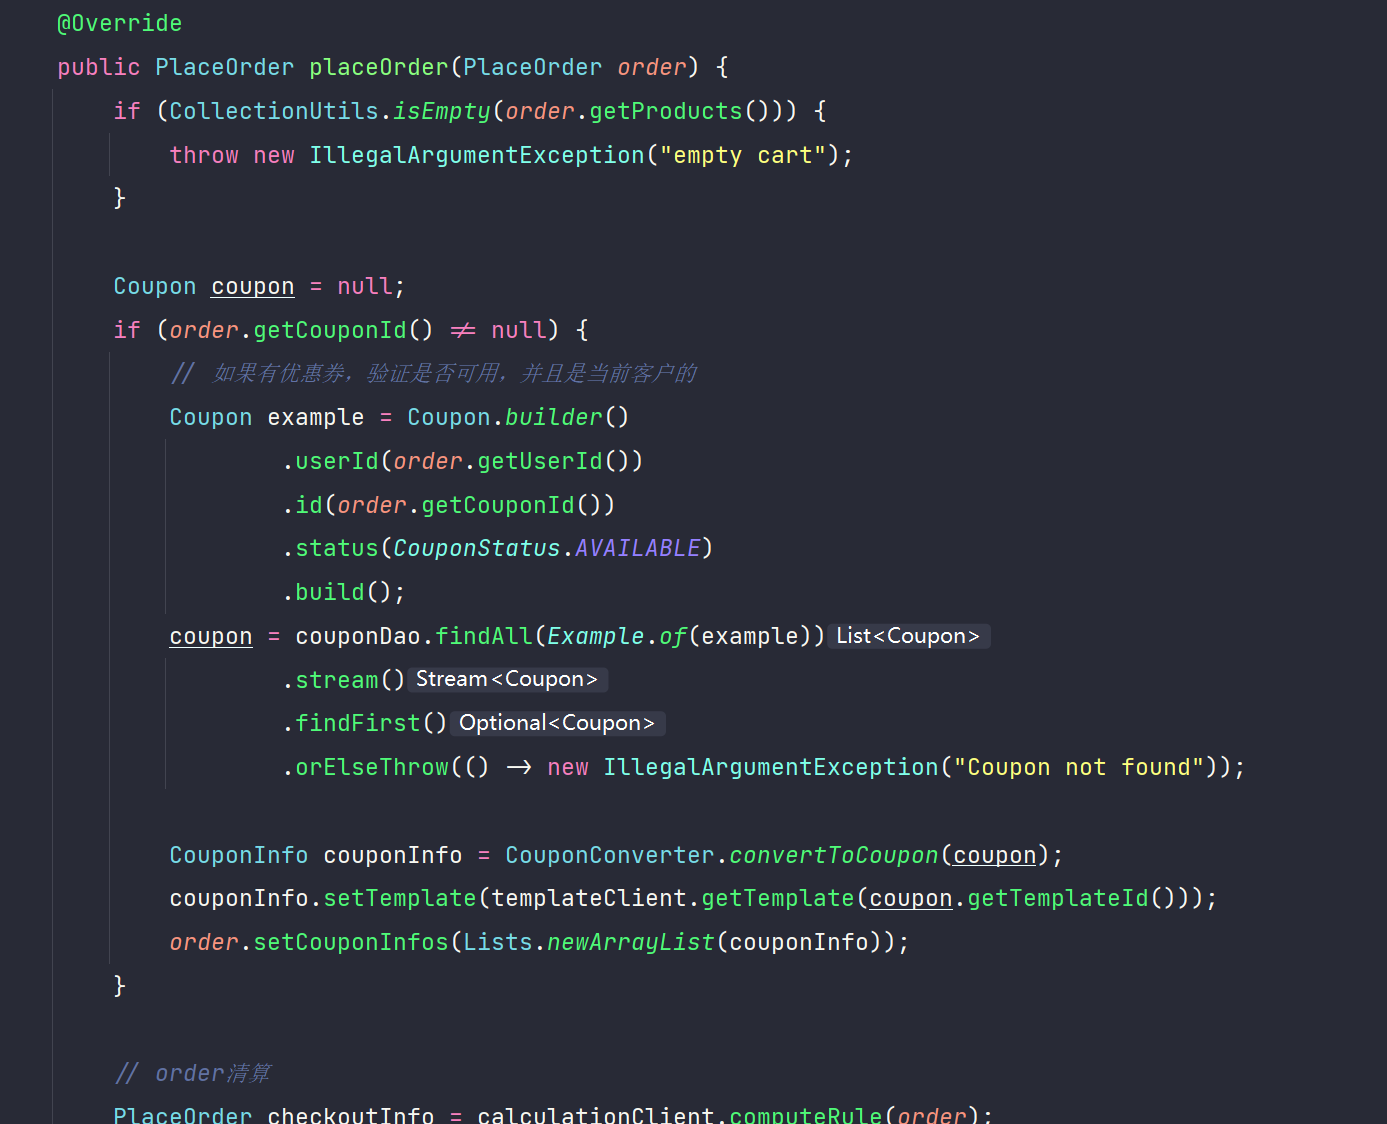 @Override
public PlaceOrder placeOrder(PlaceOrder order) {
if (CollectionUtils.isEmpty(order.getProducts())) {
throw new IllegalArgumentException("empty cart");
}
Coupon coupon = null;
if (order.getCouponId() != null) {
// 如果有优惠券，验证是否可用，并且是当前客户的
Coupon example = Coupon.builder()
.userId(order.getUserId())
.id(order.getCouponId())
.status(CouponStatus.AVAILABLE)
.build();
coupon = couponDao.findAll(Example.of(example)) List<Coupon>
.stream() Stream<Coupon>
.findFirst() Optional<Coupon>
.orElseThrow(() -> new IllegalArgumentException("Coupon not found"));
CouponInfo couponInfo = CouponConverter.convertToCoupon(coupon);
couponInfo.setTemplate(templateClient.getTemplate(coupon.getTemplateId()));
order.setCouponInfos(Lists.newArrayList(couponInfo));
}
// order清算
PlaceOrder checkoutInfo = calculationClient.computeRule(order);